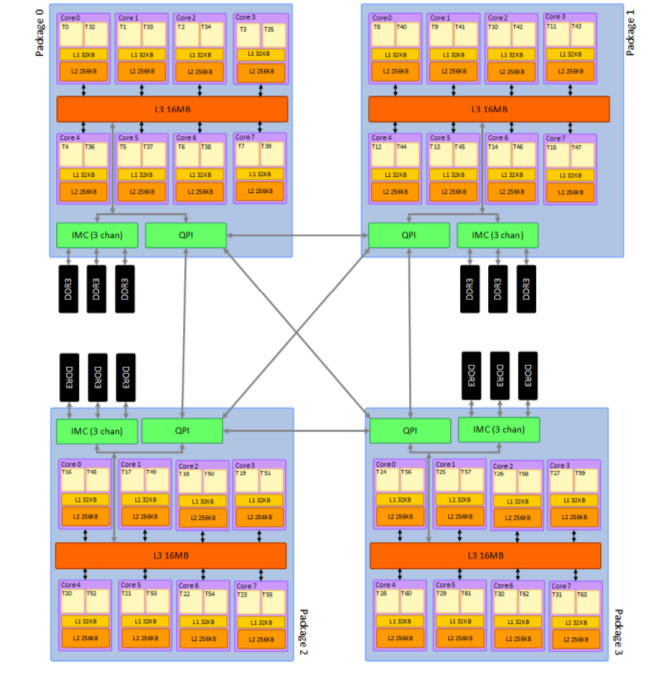 Package 0
Core 0 Core 1 Core 2 Core 3
T0 T32 T1 T33 T2 T34 T3 T35
L1 32KB L1 32KB L1 32KB L1 32KB
L2 256KB L2 256KB L2 256KB L2 256KB
L3 16MB
Core 4 Core 5 Core 6 Core 7
T4 T36 T5 T37 T6 T38 T7 T39
L1 32KB L1 32KB L1 32KB L1 32KB
L2 256KB L2 256KB L2 256KB L2 256KB
IMC (3 chan) QPI
DDR3 DDR3 DDR3
Package 1
Core 0 Core 1 Core 2 Core 3
T8 T40 T9 T41 T10 T42 T11 T43
L1 32KB L1 32KB L1 32KB L1 32KB
L2 256KB L2 256KB L2 256KB L2 256KB
L3 16MB
Core 4 Core 5 Core 6 Core 7
T12 T44 T13 T45 T14 T46 T15 T47
L1 32KB L1 32KB L1 32KB L1 32KB
L2 256KB L2 256KB L2 256KB L2 256KB
QPI IMC (3 chan)
DDR3 DDR3 DDR3
DDR3 DDR3 DDR3
IMC (3 chan) QPI
Core 0 Core 1 Core 2 Core 3
T16 T48 T17 T49 T18 T50 T19 T51
L1 32KB L1 32KB L1 32KB L1 32KB
L2 256KB L2 256KB L2 256KB L2 256KB
L3 16MB
Core 4 Core 5 Core 6 Core 7
T20 T52 T21 T53 T22 T54 T23 T55
L1 32KB L1 32KB L1 32KB L1 32KB
L2 256KB L2 256KB L2 256KB L2 256KB
Package 2
DDR3 DDR3 DDR3
QPI IMC (3 chan)
Core 0 Core 1 Core 2 Core 3
T24 T56 T25 T57 T26 T58 T27 T59
L1 32KB L1 32KB L1 32KB L1 32KB
L2 256KB L2 256KB L2 256KB L2 256KB
L3 16MB
Core 4 Core 5 Core 6 Core 7
T28 T60 T29 T61 T30 T62 T31 T63
L1 32KB L1 32KB L1 32KB L1 32KB
L2 256KB L2 256KB L2 256KB L2 256KB
Package 3